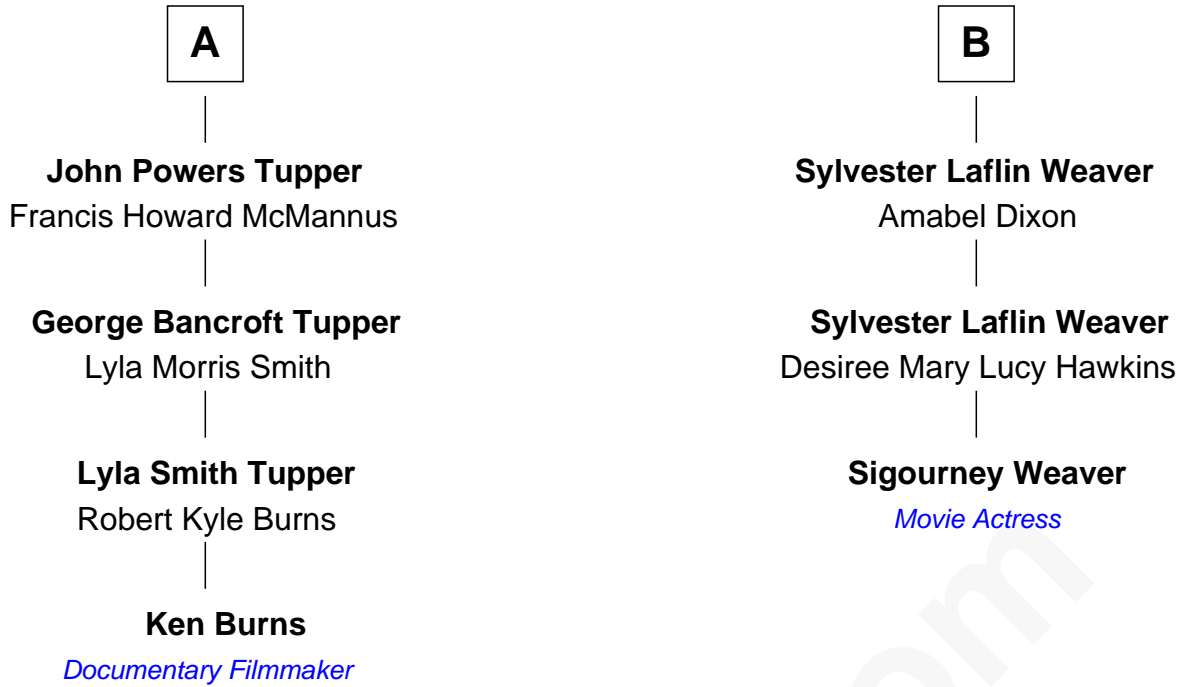 A
John Powers Tupper
Francis Howard McMannus
George Bancroft Tupper
Lyla Morris Smith
Lyla Smith Tupper
Robert Kyle Burns
Ken Burns
Documentary Filmmaker
B
Sylvester Laflin Weaver
Amabel Dixon
Sylvester Laflin Weaver
Desiree Mary Lucy Hawkins
Sigourney Weaver
Movie Actress
om